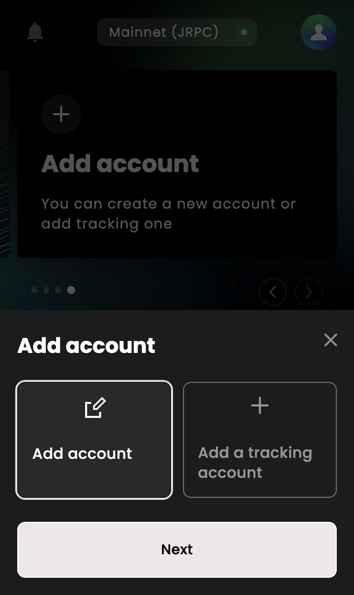 Mainnet (JRPC)
Add account
You can create a new account or
add tracking one
Add account
Add account
Add a tracking
account
Next